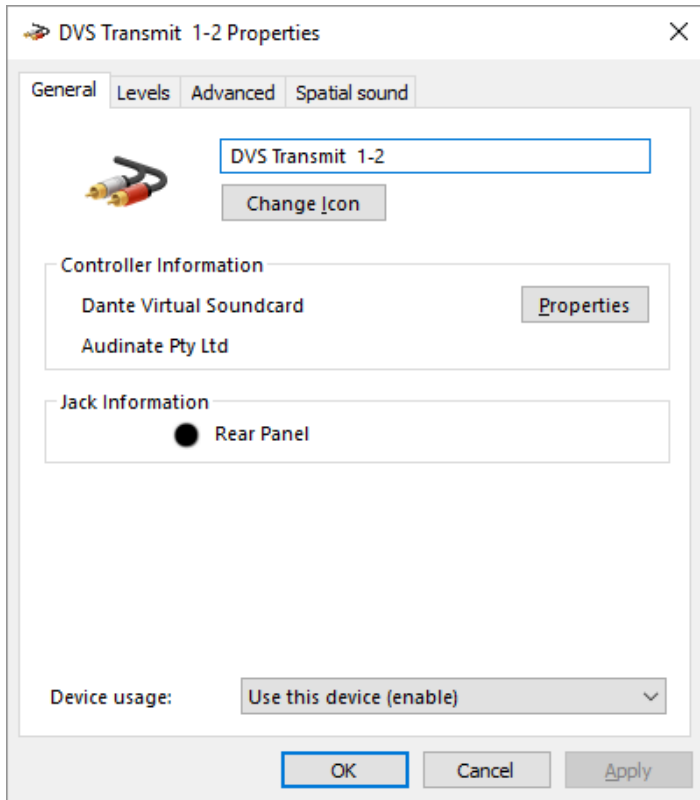 DVS Transmit  1-2 Properties
General Levels Advanced Spatial sound
DVS Transmit  1-2
Change Icon
Controller Information
Dante Virtual Soundcard
Properties
Audinate Pty Ltd
Jack Information
Rear Panel
Device usage:
Use this device (enable)
OK Cancel Apply